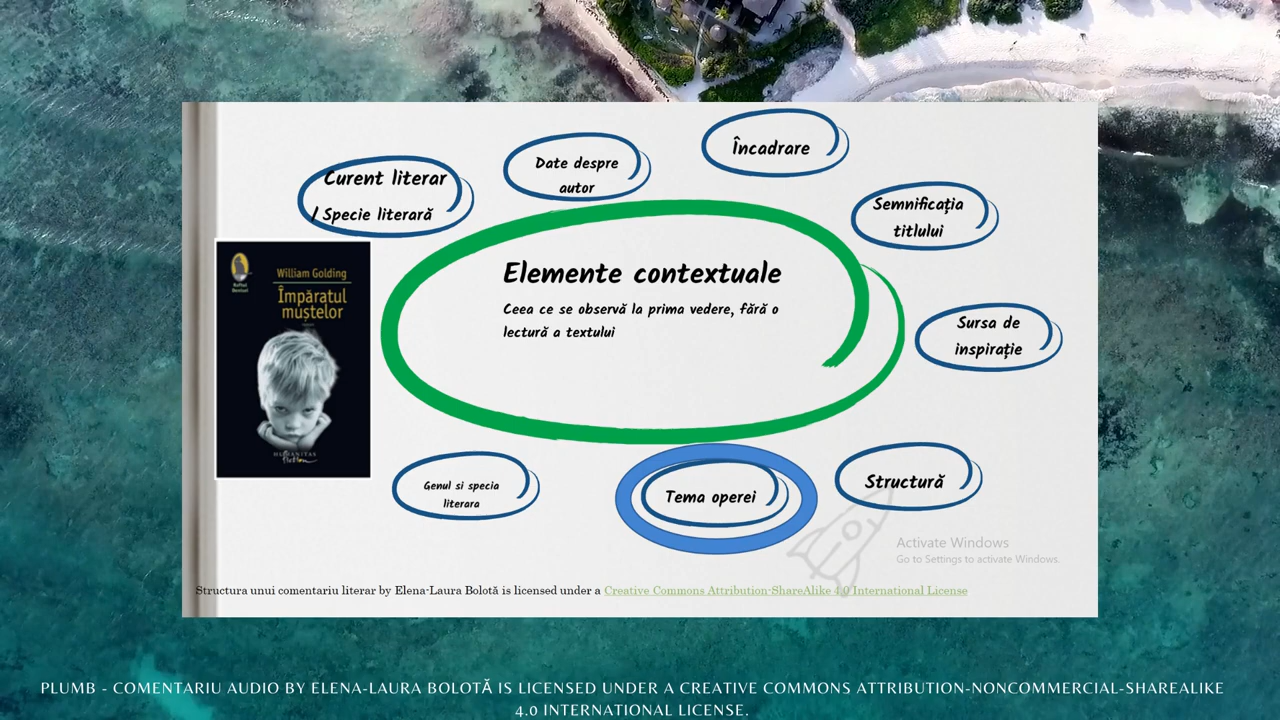 Încadrare
Date despre
autor
Curent literar
/ Specie literară
Semnificația
titlului
Elemente contextuale
Ceea ce se observă la prima vedere, fără o
lectură a textului
William Golding
Împăratul
muștelor
HUMANITAS
fiction
Sursa de
inspirație
Genul si specia
literara
Tema operei
Structură
Activate Windows
Go to Settings to activate Windows.
Structura unui comentariu literar by Elena-Laura Bolotă is licensed under a Creative Commons Attribution-ShareAlike 4.0 International License
PLUMB - COMENTARIU AUDIO BY ELENA-LAURA BOLOTĂ IS LICENSED UNDER A CREATIVE COMMONS ATTRIBUTION-NONCOMMERCIAL-SHAREALIKE
4.0 INTERNATIONAL LICENSE.